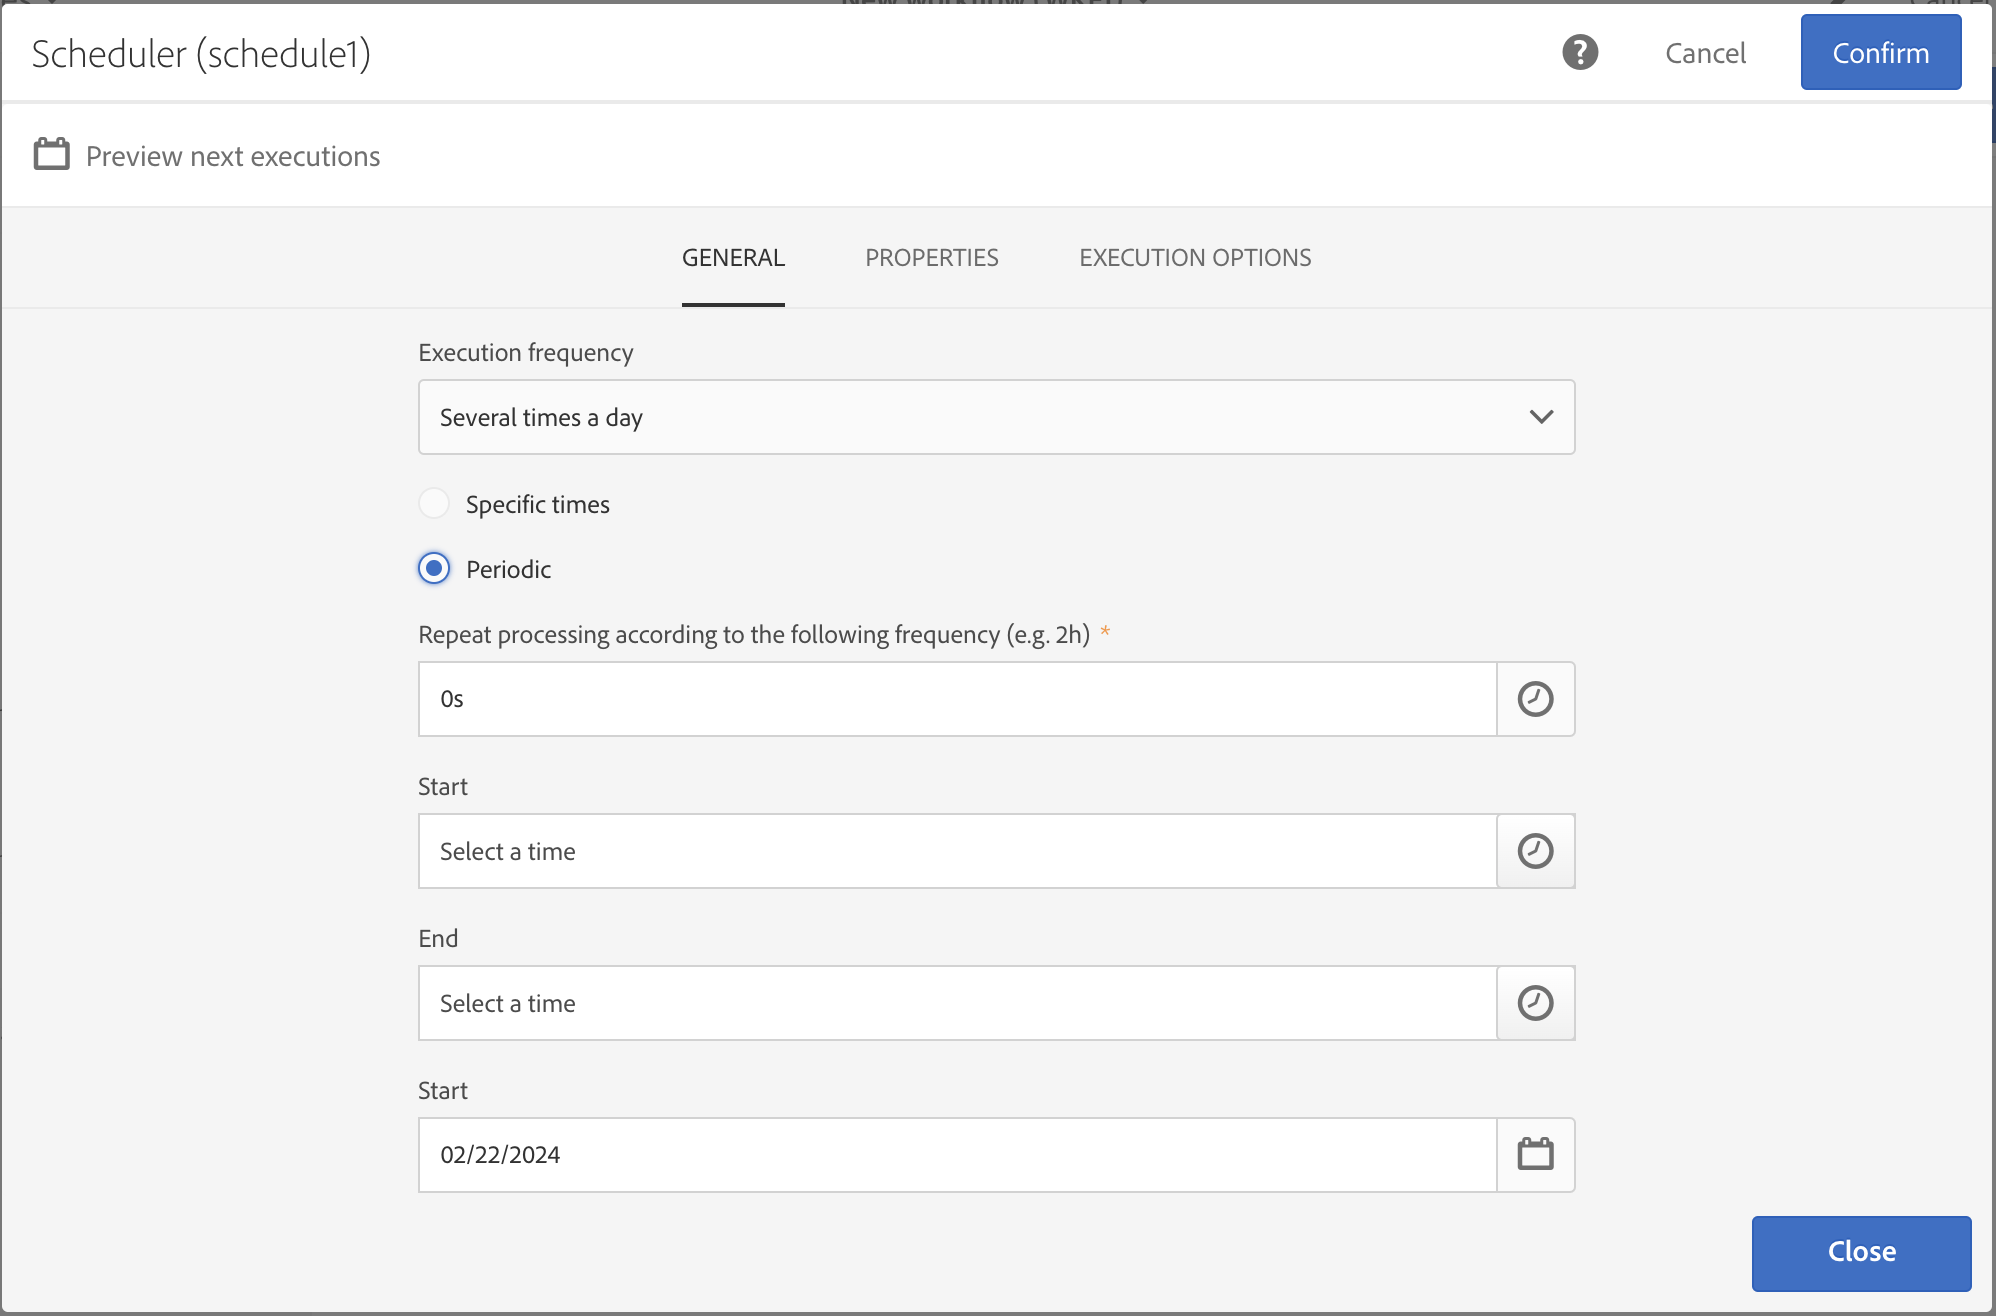 Scheduler (schedule1)
? Cancel Confirm
Preview next executions
GENERAL PROPERTIES EXECUTION OPTIONS
Execution frequency
Several times a day
Specific times
Periodic
Repeat processing according to the following frequency (e.g. 2h) *
0s
Start
Select a time
End
Select a time
Start
02/22/2024
Close